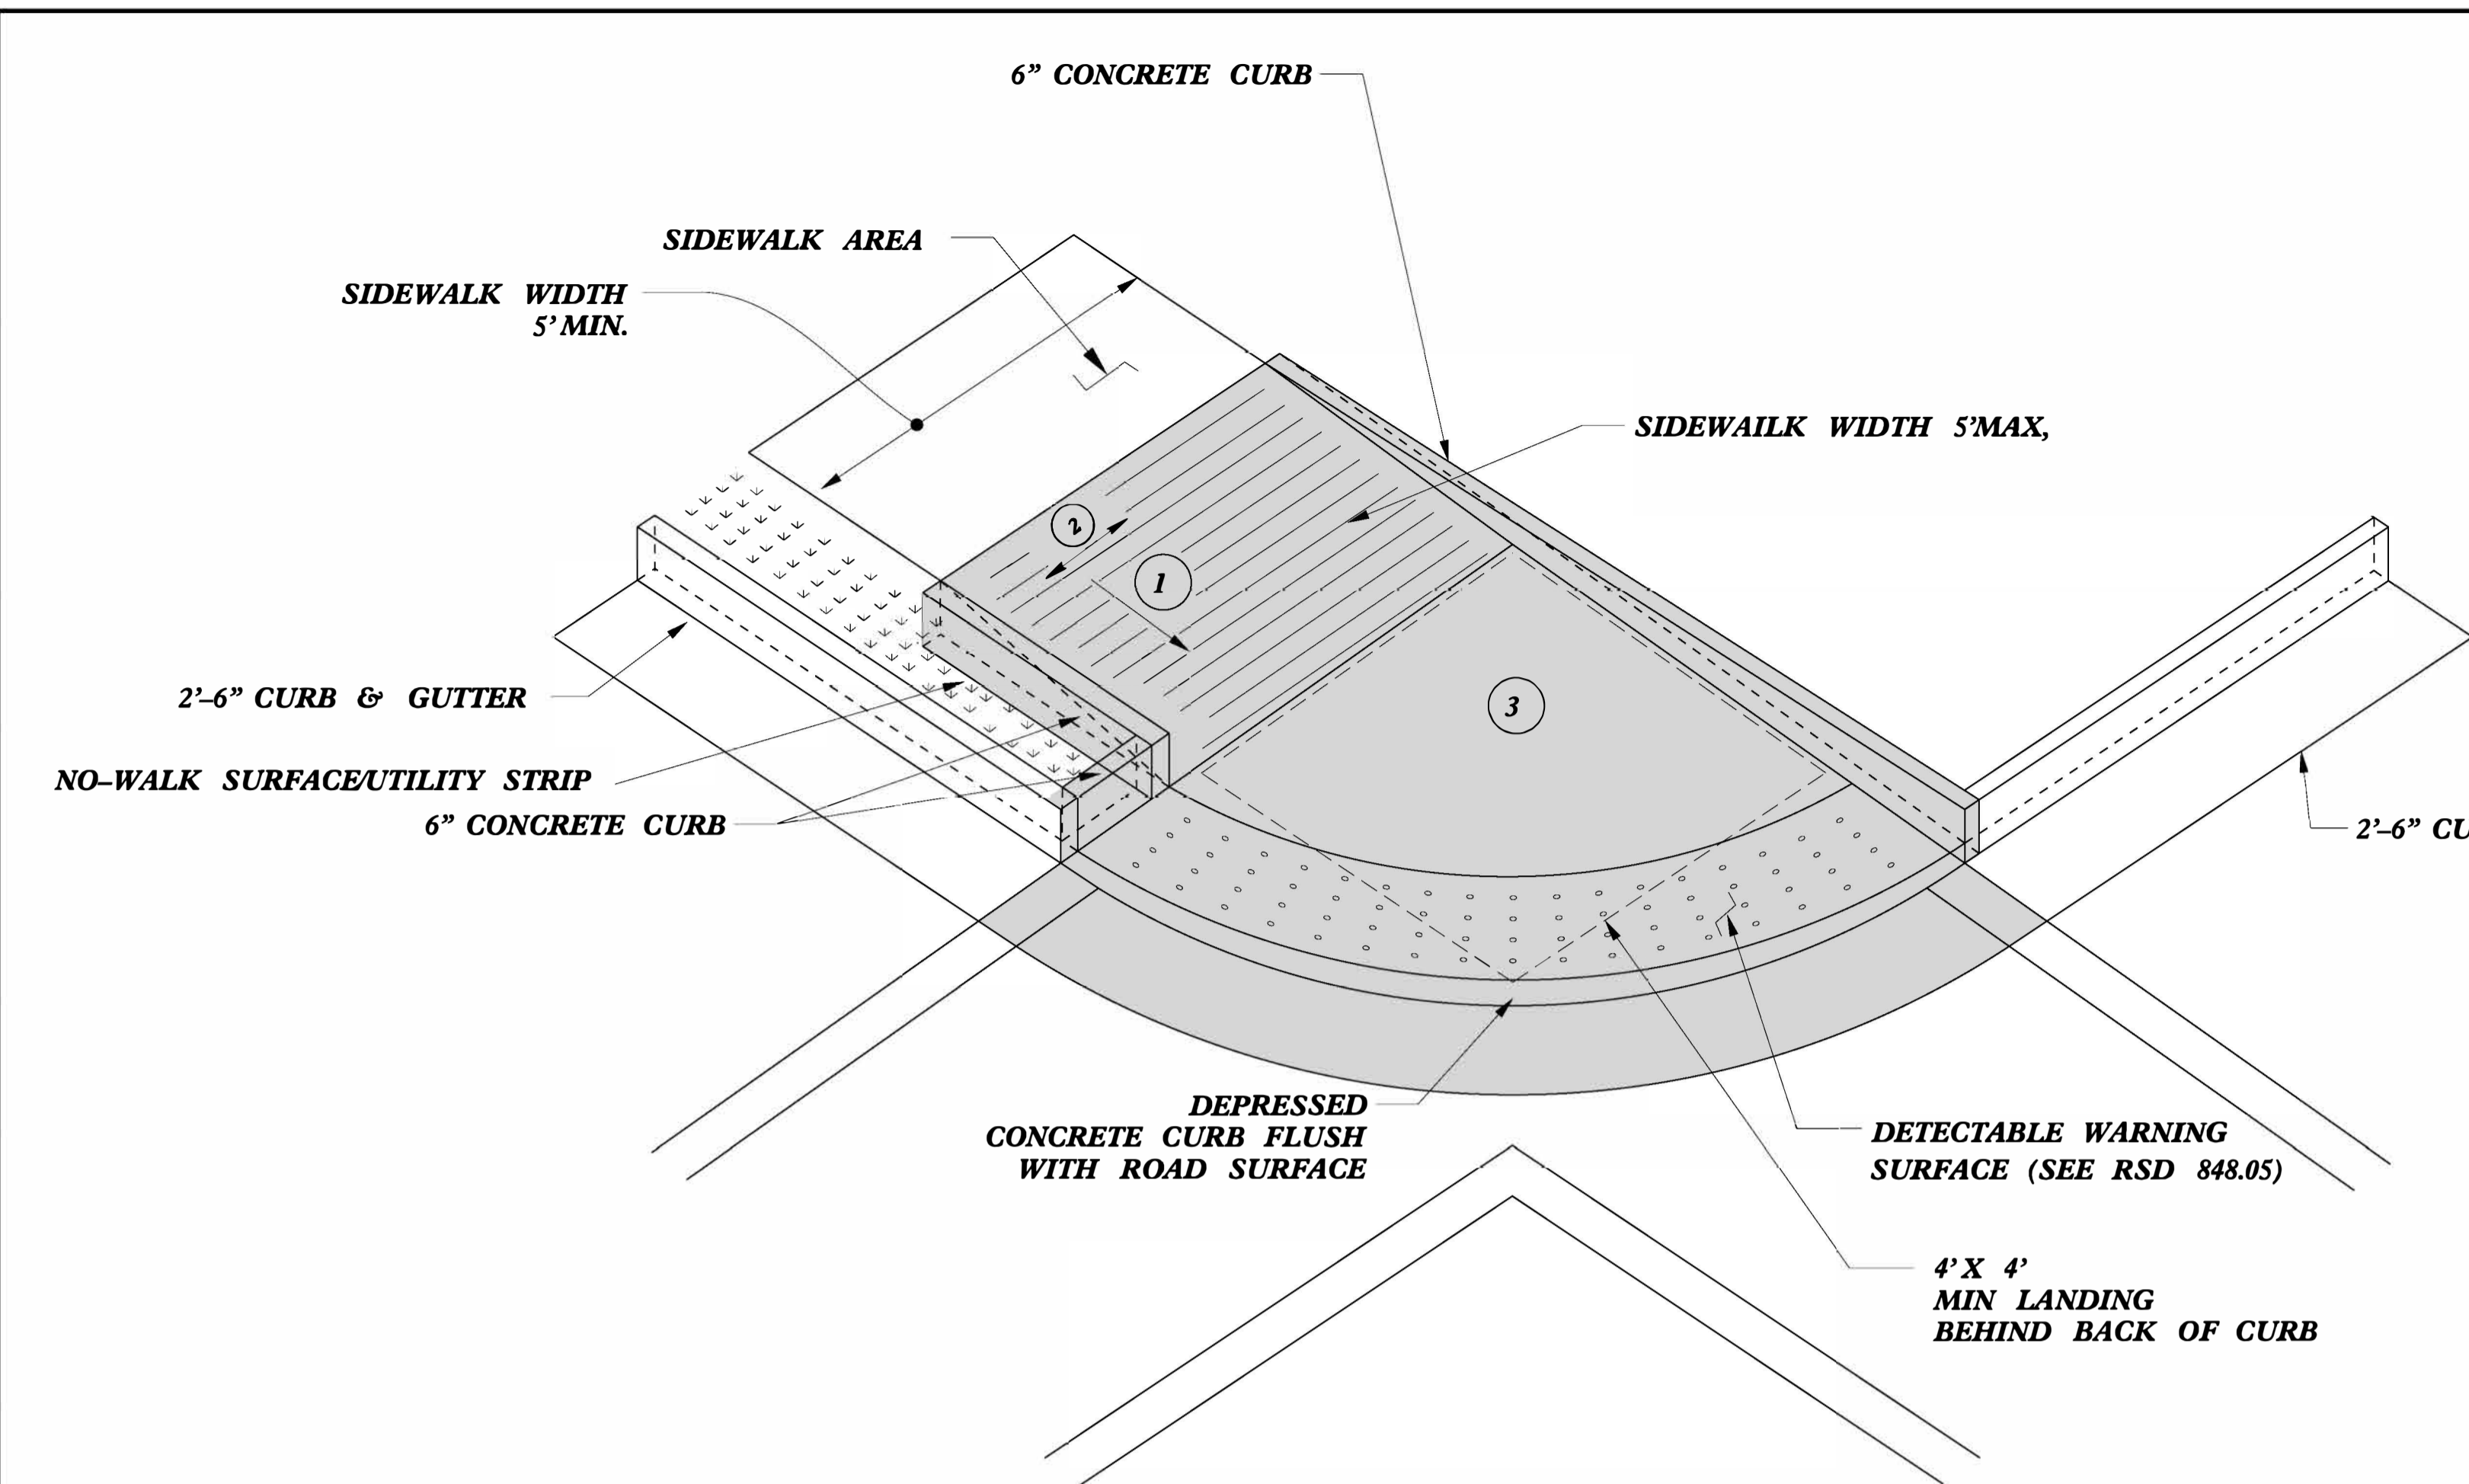 6” CONCRETE CURB
SIDEWALK AREA
SIDEWALK WIDTH
5’ MIN.
SIDEWAILK WIDTH 5’MAX,
2
1
3
2’–6” CURB & GUTTER
NO–WALK SURFACE/UTILITY STRIP
6” CONCRETE CURB
2’–6” CU
DEPRESSED
CONCRETE CURB FLUSH
WITH ROAD SURFACE
DETECTABLE WARNING
SURFACE (SEE RSD 848.05)
4’ X 4’
MIN LANDING
BEHIND BACK OF CURB